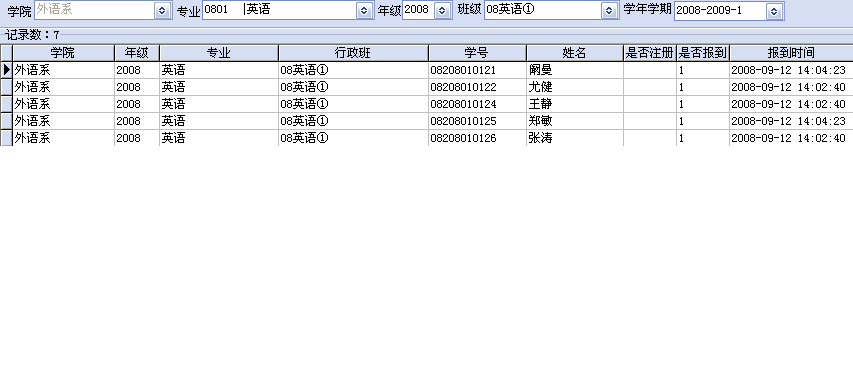 学院 外语系 专业 0801 英语 年级 2008 班级 08英语① 学年学期 2008-2009-1
记录数：7
学院 年级 专业 行政班 学号 姓名 是否注册 是否报到 报到时间
外语系 2008 英语 08英语① 08208010121 阚曼 1 2008-09-12 14:04:23
外语系 2008 英语 08英语① 08208010122 尤健 1 2008-09-12 14:02:40
外语系 2008 英语 08英语① 08208010124 王静 1 2008-09-12 14:02:40
外语系 2008 英语 08英语① 08208010125 郑敏 1 2008-09-12 14:04:23
外语系 2008 英语 08英语① 08208010126 张涛 1 2008-09-12 14:02:40